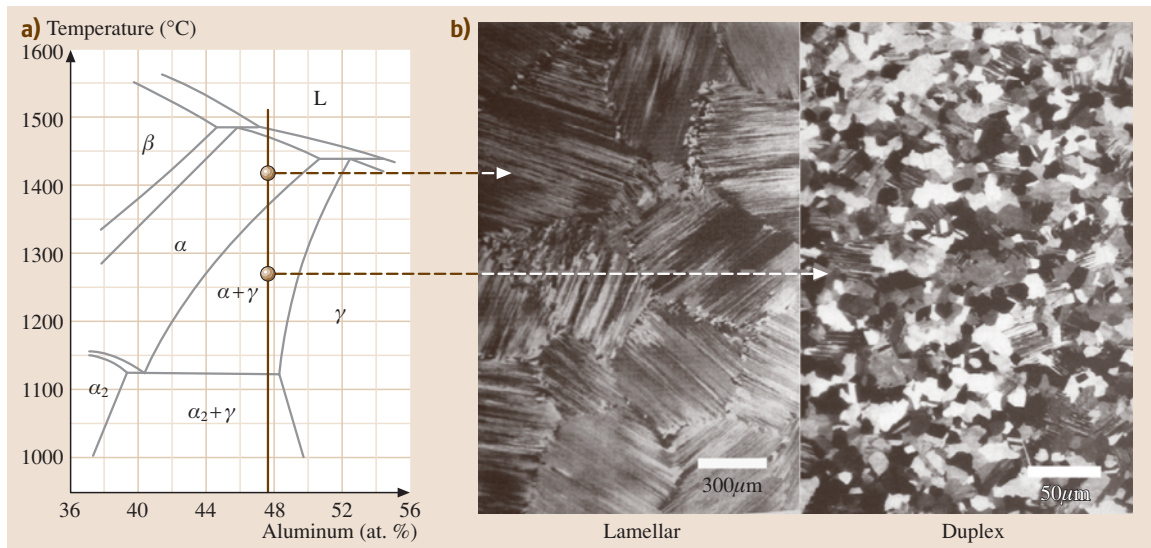 a) Temperature (°C)
1600
1500
1400
1300
1200
1100
1000
36 40 44 48 52 56
Aluminum (at. %)
L
β
α
α+γ
γ
α2
α2+γ
b)
300μm
50μm
Lamellar
Duplex